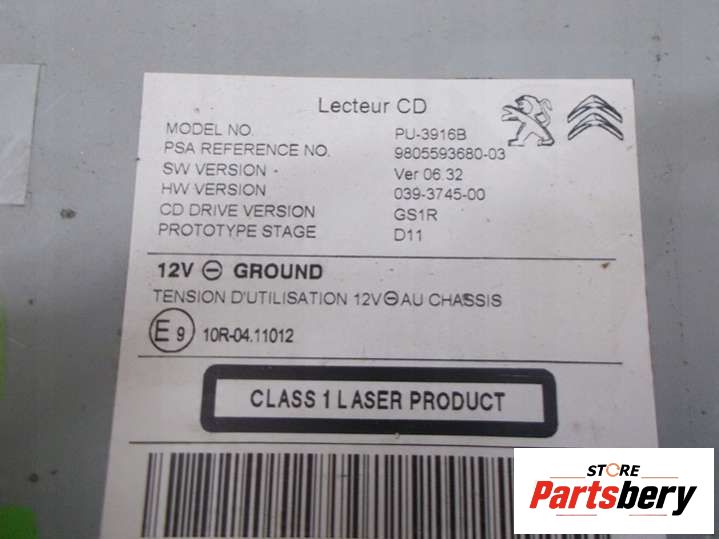 Lecteur CD
MODEL NO. PU-3916B
PSA REFERENCE NO. 9805593680-03
SW VERSION Ver 06.32
HW VERSION 039-3745-00
CD DRIVE VERSION GS1R
PROTOTYPE STAGE D11
12V ⊖ GROUND
TENSION D'UTILISATION 12V⊖AU CHASSIS
E9 10R-04.11012
CLASS 1 LASER PRODUCT
STORE
Partsbery